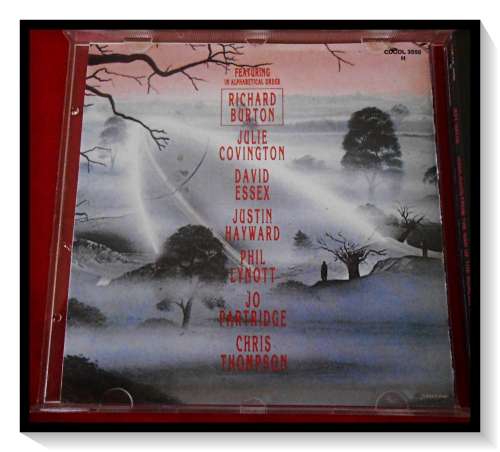 CDCOL 3050
H
FEATURING
IN ALPHABETICAL ORDER
RICHARD
BURTON
JULIE
COVINGTON
DAVID
ESSEX
JUSTIN
HAYWARD
PHIL
LYNOTT
JO
PARTRIDGE
CHRIS
THOMPSON